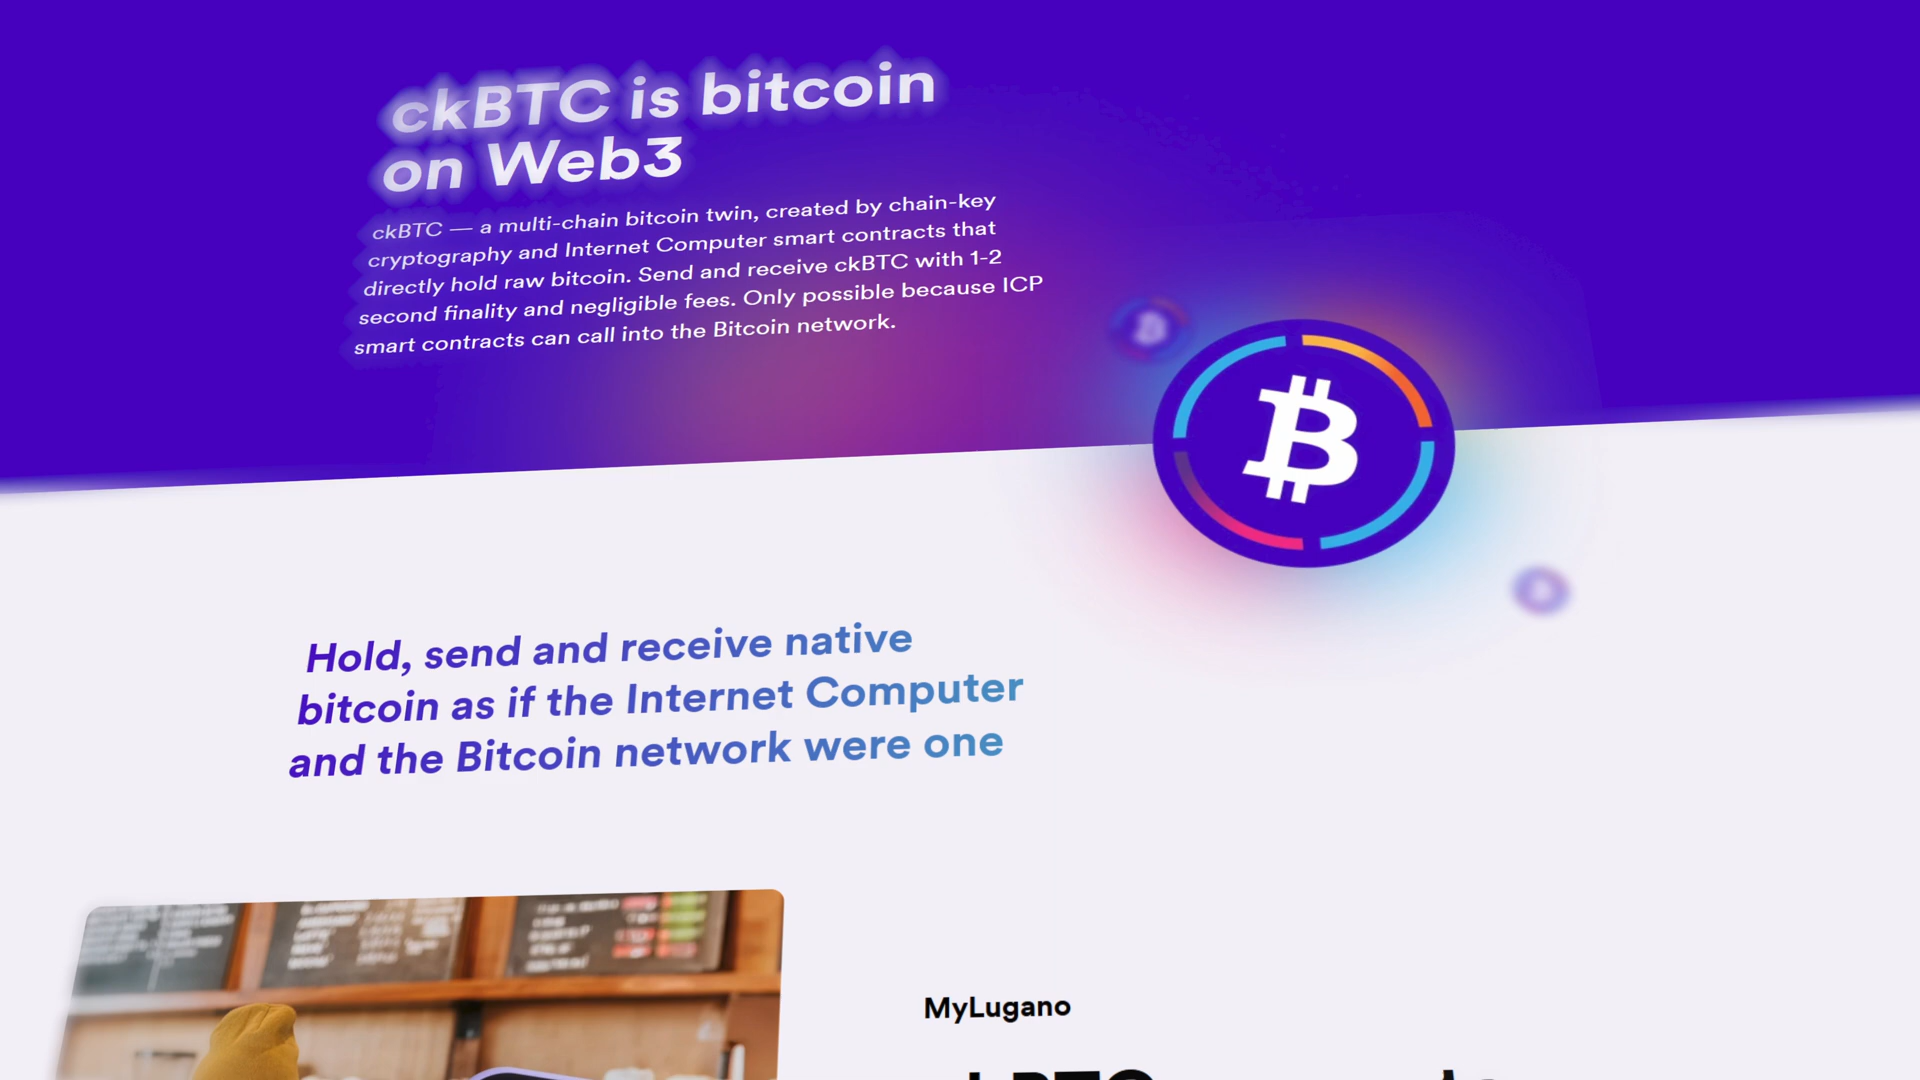 ckBTC is bitcoin
on Web3
ckBTC — a multi-chain bitcoin twin, created by chain-key
cryptography and Internet Computer smart contracts that
directly hold raw bitcoin. Send and receive ckBTC with 1-2
second finality and negligible fees. Only possible because ICP
smart contracts can call into the Bitcoin network.
Hold, send and receive native
bitcoin as if the Internet Computer
and the Bitcoin network were one
MyLugano